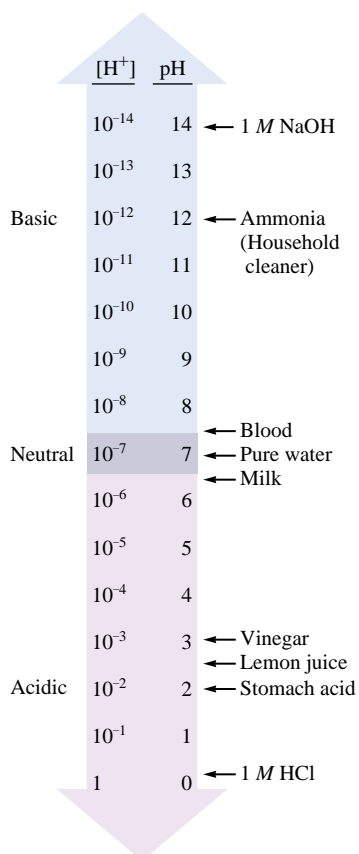 [H⁺] pH
10⁻¹⁴ 14 1 M NaOH
10⁻¹³ 13
Basic 10⁻¹² 12 Ammonia
(Household
10⁻¹¹ 11 cleaner)
10⁻¹⁰ 10
10⁻⁹ 9
10⁻⁸ 8
Blood
Neutral 10⁻⁷ 7 Pure water
Milk
10⁻⁶ 6
10⁻⁵ 5
10⁻⁴ 4
10⁻³ 3 Vinegar
Lemon juice
Acidic 10⁻² 2 Stomach acid
10⁻¹ 1
1 0 1 M HCl